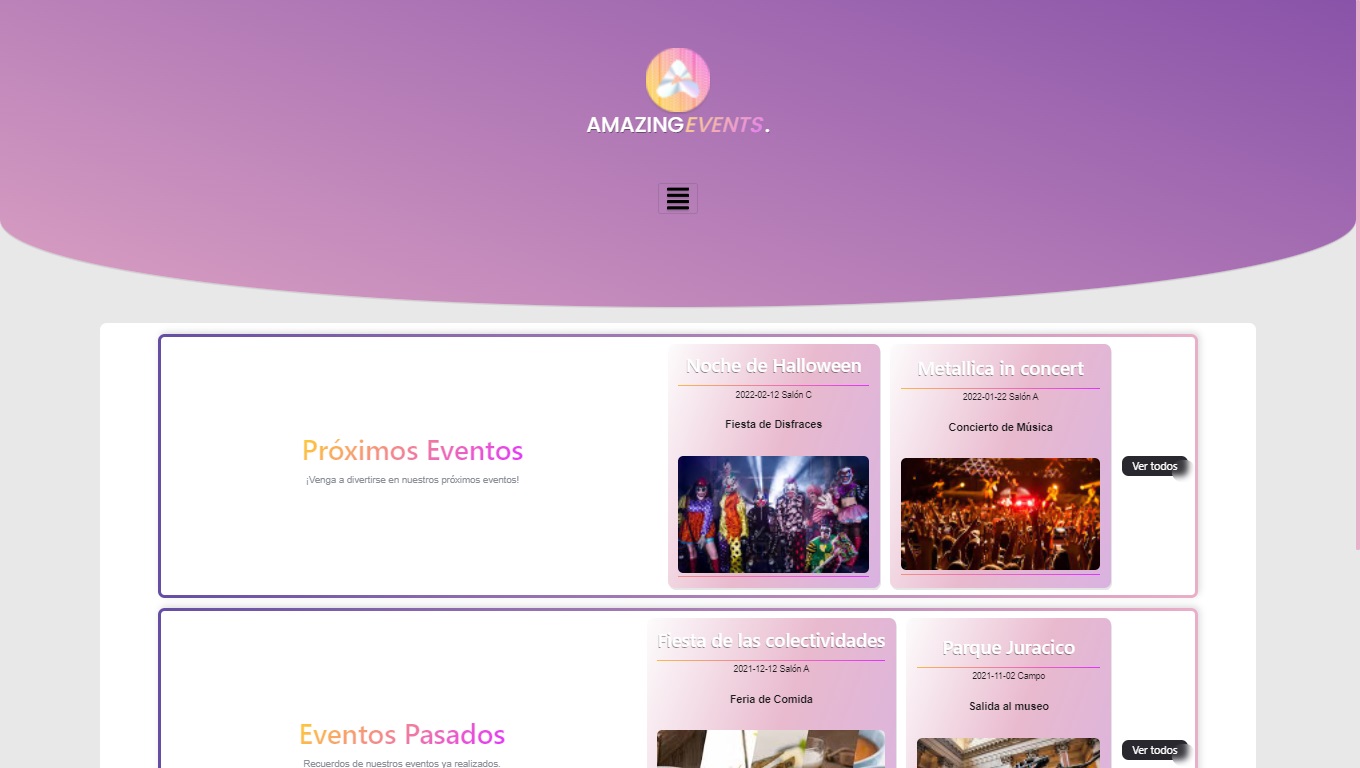 AMAZINGEVENTS.
Próximos Eventos
¡Venga a divertirse en nuestros próximos eventos!
Noche de Halloween
2022-02-12 Salón C
Fiesta de Disfraces
Metallica in concert
2022-01-22 Salón A
Concierto de Música
Ver todos
Eventos Pasados
Recuerdos de nuestros eventos ya realizados.
Fiesta de las colectividades
2021-12-12 Salón A
Feria de Comida
Parque Juracico
2021-11-02 Campo
Salida al museo
Ver todos